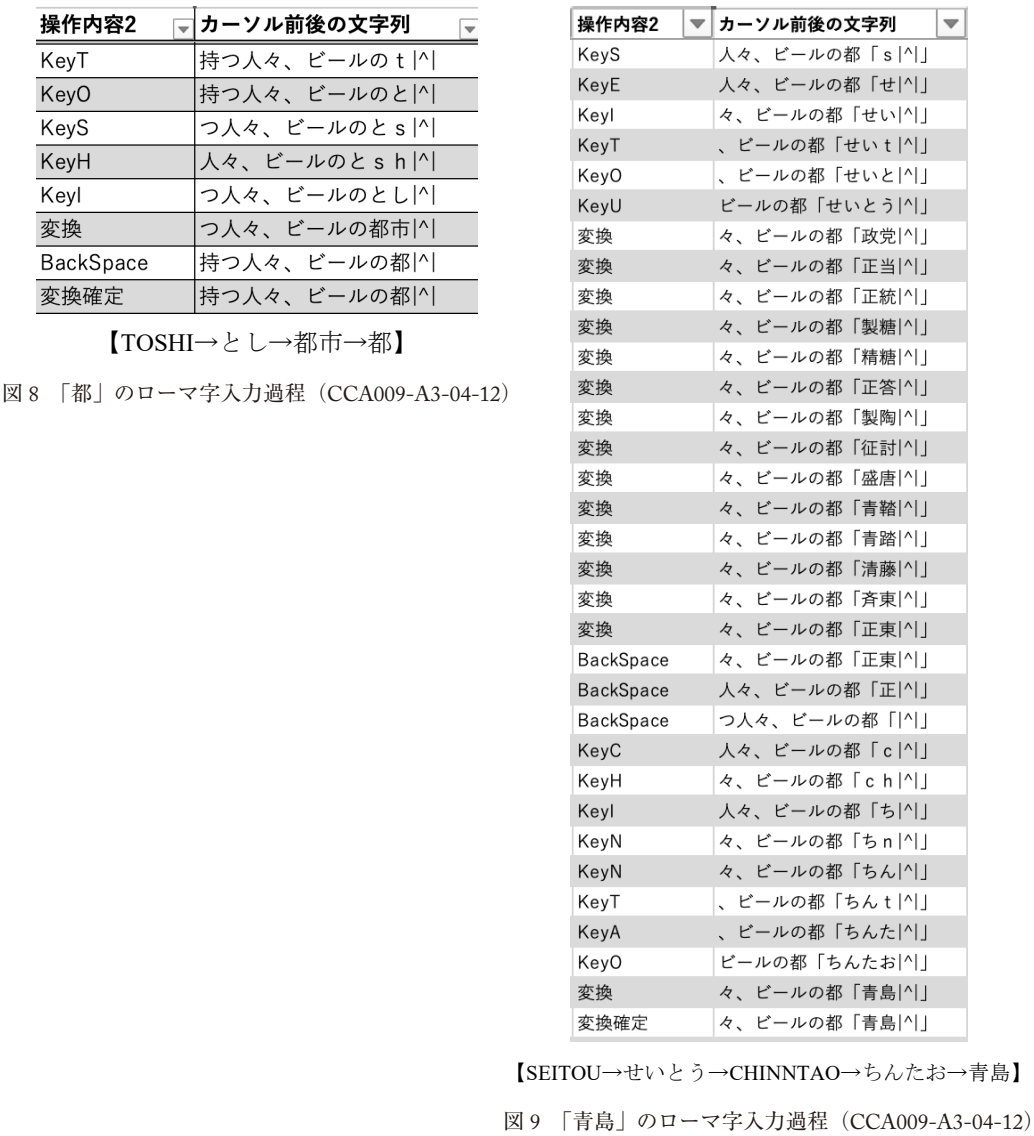 操作内容2 カーソル前後の文字列
KeyT 持つ人々、ビールのｔ|^|
KeyO 持つ人々、ビールのと|^|
KeyS つ人々、ビールのとｓ|^|
KeyH 人々、ビールのとｓｈ|^|
KeyI つ人々、ビールのとし|^|
変換 つ人々、ビールの都市|^|
BackSpace 持つ人々、ビールの都|^|
変換確定 持つ人々、ビールの都|^|
【TOSHI→とし→都市→都】
図8 「都」のローマ字入力過程（CCA009-A3-04-12）
操作内容2 カーソル前後の文字列
KeyS 人々、ビールの都「ｓ|^|」
KeyE 人々、ビールの都「せ|^|」
KeyI 々、ビールの都「せい|^|」
KeyT 、ビールの都「せいｔ|^|」
KeyO 、ビールの都「せいと|^|」
KeyU ビールの都「せいとう|^|」
変換 々、ビールの都「政党|^|」
変換 々、ビールの都「正当|^|」
変換 々、ビールの都「正統|^|」
変換 々、ビールの都「製糖|^|」
変換 々、ビールの都「精糖|^|」
変換 々、ビールの都「正答|^|」
変換 々、ビールの都「製陶|^|」
変換 々、ビールの都「征討|^|」
変換 々、ビールの都「盛唐|^|」
変換 々、ビールの都「青鞜|^|」
変換 々、ビールの都「青踏|^|」
変換 々、ビールの都「清藤|^|」
変換 々、ビールの都「斉東|^|」
変換 々、ビールの都「正東|^|」
BackSpace 々、ビールの都「正東|^|」
BackSpace 人々、ビールの都「正|^|」
BackSpace つ人々、ビールの都「|^|」
KeyC 人々、ビールの都「ｃ|^|」
KeyH 々、ビールの都「ｃｈ|^|」
KeyI 人々、ビールの都「ち|^|」
KeyN 々、ビールの都「ちｎ|^|」
KeyN 々、ビールの都「ちん|^|」
KeyT 、ビールの都「ちんｔ|^|」
KeyA 、ビールの都「ちんた|^|」
KeyO ビールの都「ちんたお|^|」
変換 々、ビールの都「青島|^|」
変換確定 々、ビールの都「青島|^|」
【SEITOU→せいとう→CHINNTAO→ちんたお→青島】
図9 「青島」のローマ字入力過程（CCA009-A3-04-12）